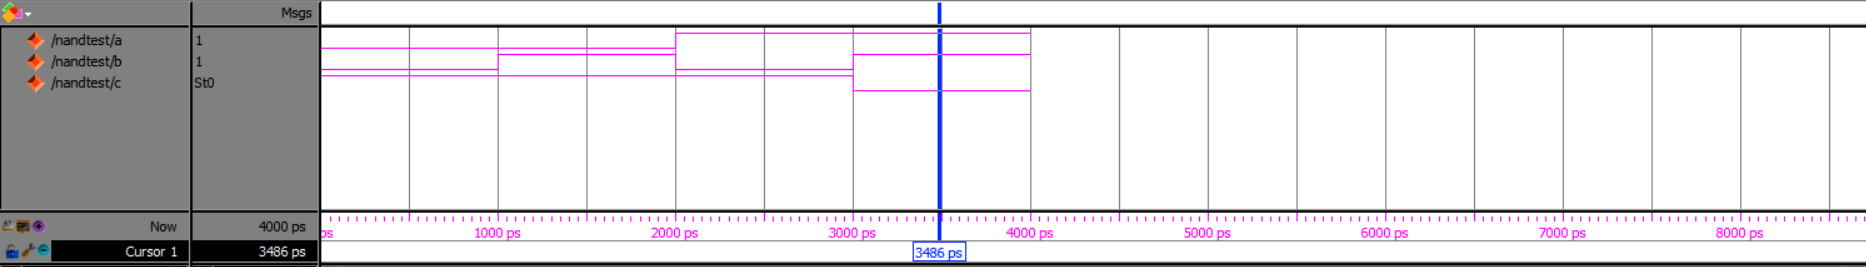 Msgs
/nandtest/a 1
/nandtest/b 1
/nandtest/c St0
Now 4000 ps
ps 1000 ps 2000 ps 3000 ps 4000 ps 5000 ps 6000 ps 7000 ps 8000 ps
Cursor 1 3486 ps
3486 ps